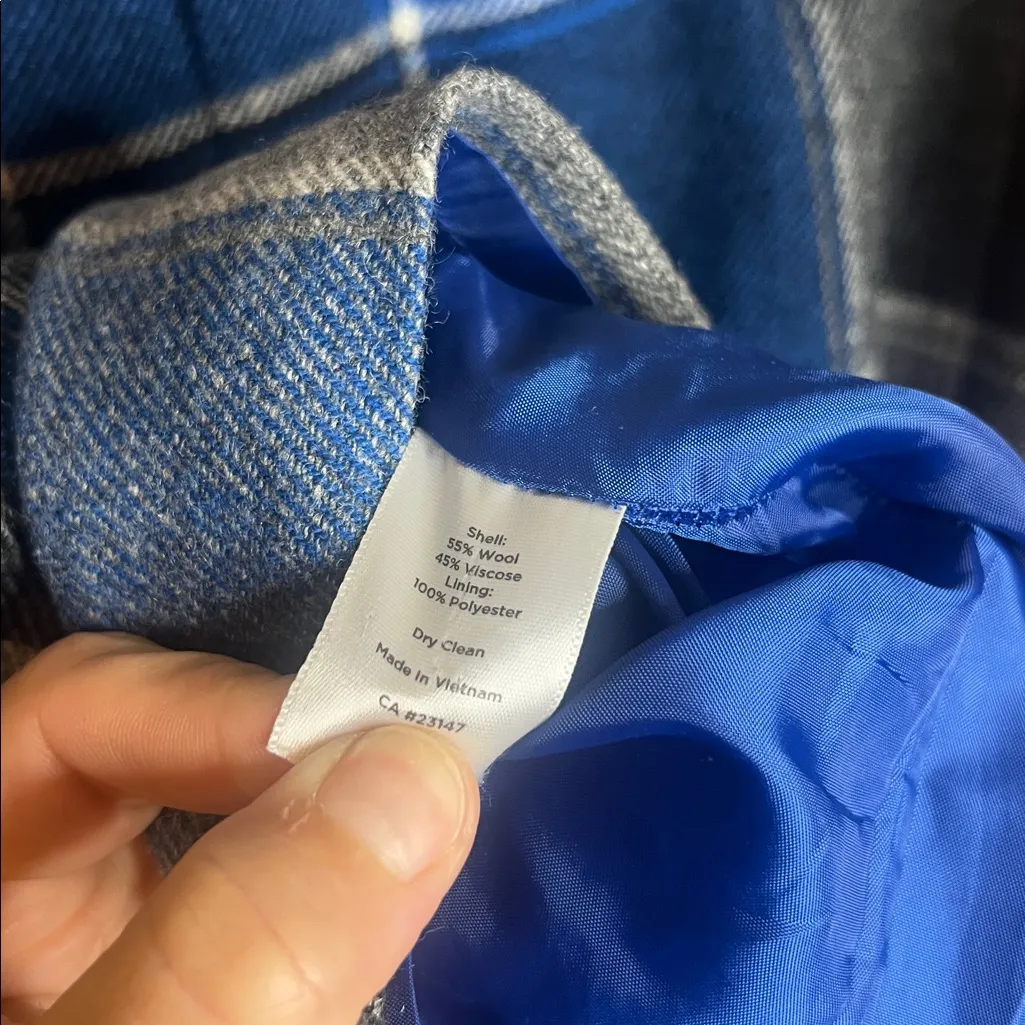 Shell:
55% Wool
45% Viscose
Lining:
100% Polyester
Dry Clean
Made in Vietnam
CA #23147